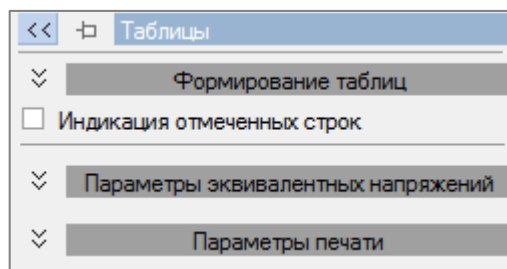 << Таблицы
Формирование таблиц
Индикация отмеченных строк
Параметры эквивалентных напряжений
Параметры печати